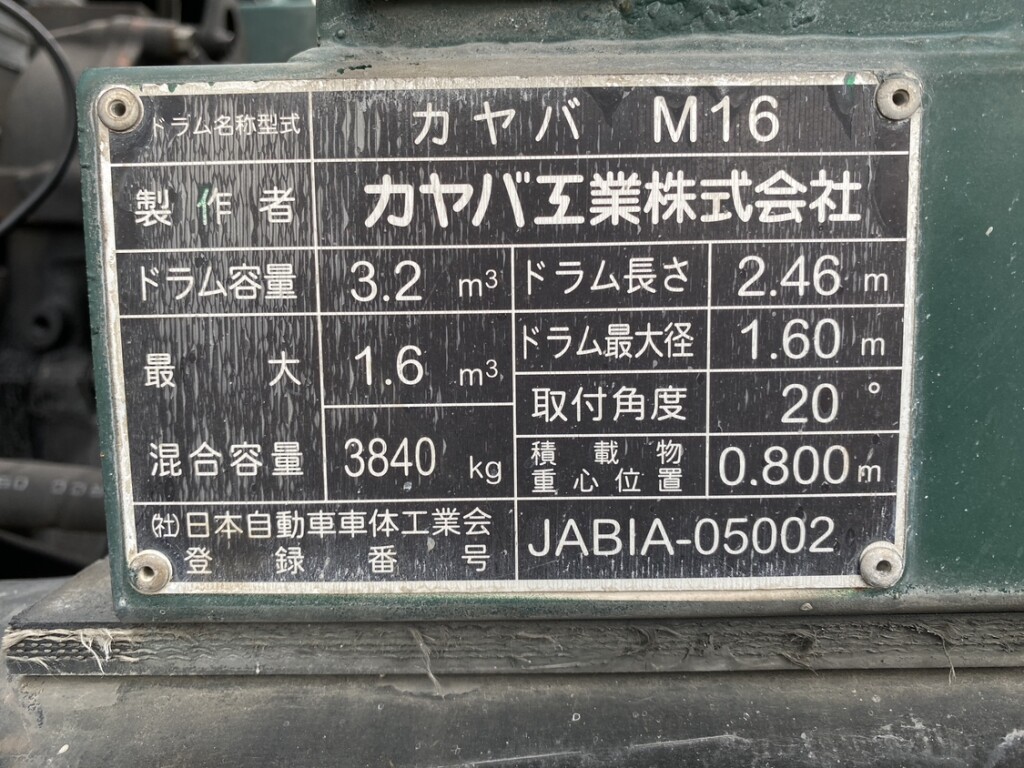 ドラム名称型式 カヤバ M16
製作者 カヤバ工業株式会社
ドラム容量 3.2 m³ ドラム長さ 2.46 m
最大 1.6 m³ ドラム最大径 1.60 m
取付角度 20°
混合容量 3840 kg 積載物 0.800m
重心位置
(社)日本自動車車体工業会 JABIA-05002
登録番号